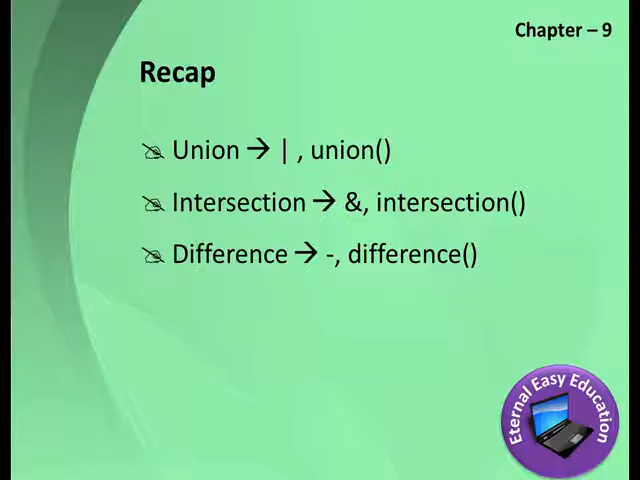 Chapter – 9
Recap
Union → | , union()
Intersection → &, intersection()
Difference → -, difference()
Eternal Easy Education